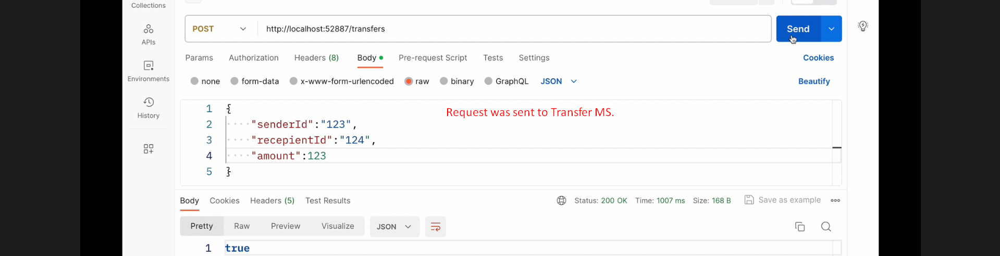 Collections
POST http://localhost:52887/transfers Send
APIs
Params Authorization Headers (8) Body Pre-request Script Tests Settings Cookies
Environments
none form-data x-www-form-urlencoded raw binary GraphQL JSON Beautify
History
1 {
Request was sent to Transfer MS.
2 "senderId":"123",
3 "recepientId":"124",
4 "amount":123
5 }
Body Cookies Headers (5) Test Results Status: 200 OK Time: 1007 ms Size: 168 B Save as example
Pretty Raw Preview Visualize JSON
1 true